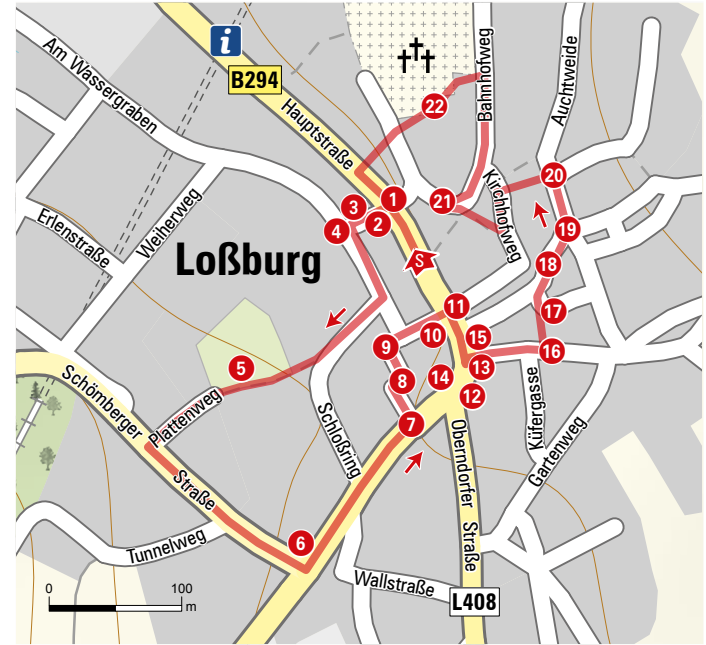 i
B294
Am Wassergraben
Hauptstraße
Bahnhofweg
Auchtweide
22
20
Kirchhofweg
1
21
3
2
4
19
Weiherweg
Erlenstraße
Loßburg
S
18
11
17
10
15
9
16
13
5
8
14
12
Schömberger
Straße
Plattenweg
Schloßring
7
Oberndorfer
Straße
Küfergasse
Gartenweg
6
Tunnelweg
Wallstraße
L408
0 100
m